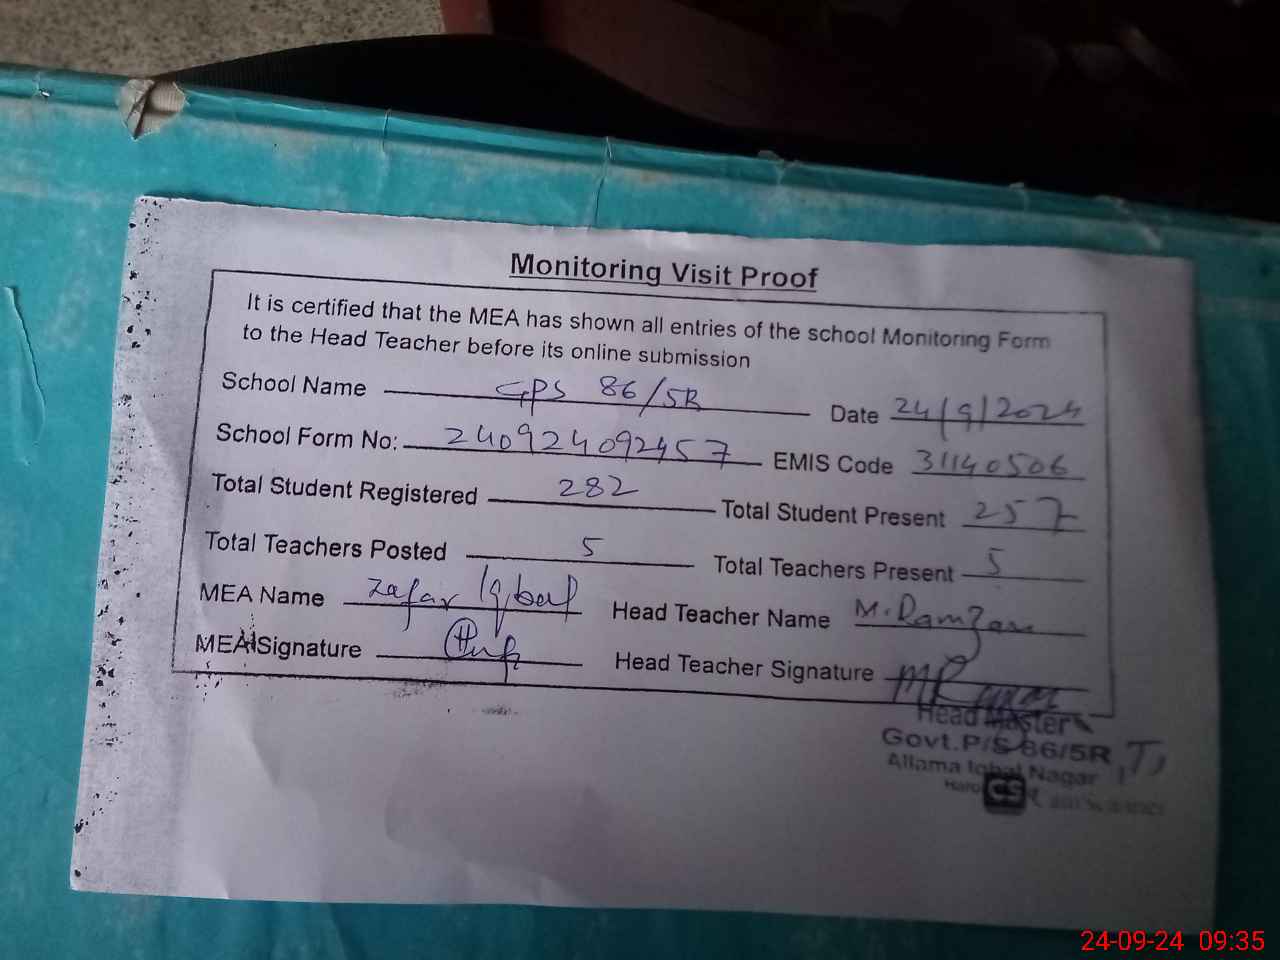 Monitoring Visit Proof
It is certified that the MEA has shown all entries of the school Monitoring Form
to the Head Teacher before its online submission
School Name GPS 86/5R Date 24/9/2024
School Form No: 240924092457 EMIS Code 31140506
Total Student Registered 282 Total Student Present 257
Total Teachers Posted 5 Total Teachers Present 5
MEA Name Zafar Iqbal Head Teacher Name M. Ramzan
MEA Signature Head Teacher Signature
Head Master
Govt.P/S 86/5R
Allama Iqbal Nagar
CS CamScanner
24-09-24 09:35